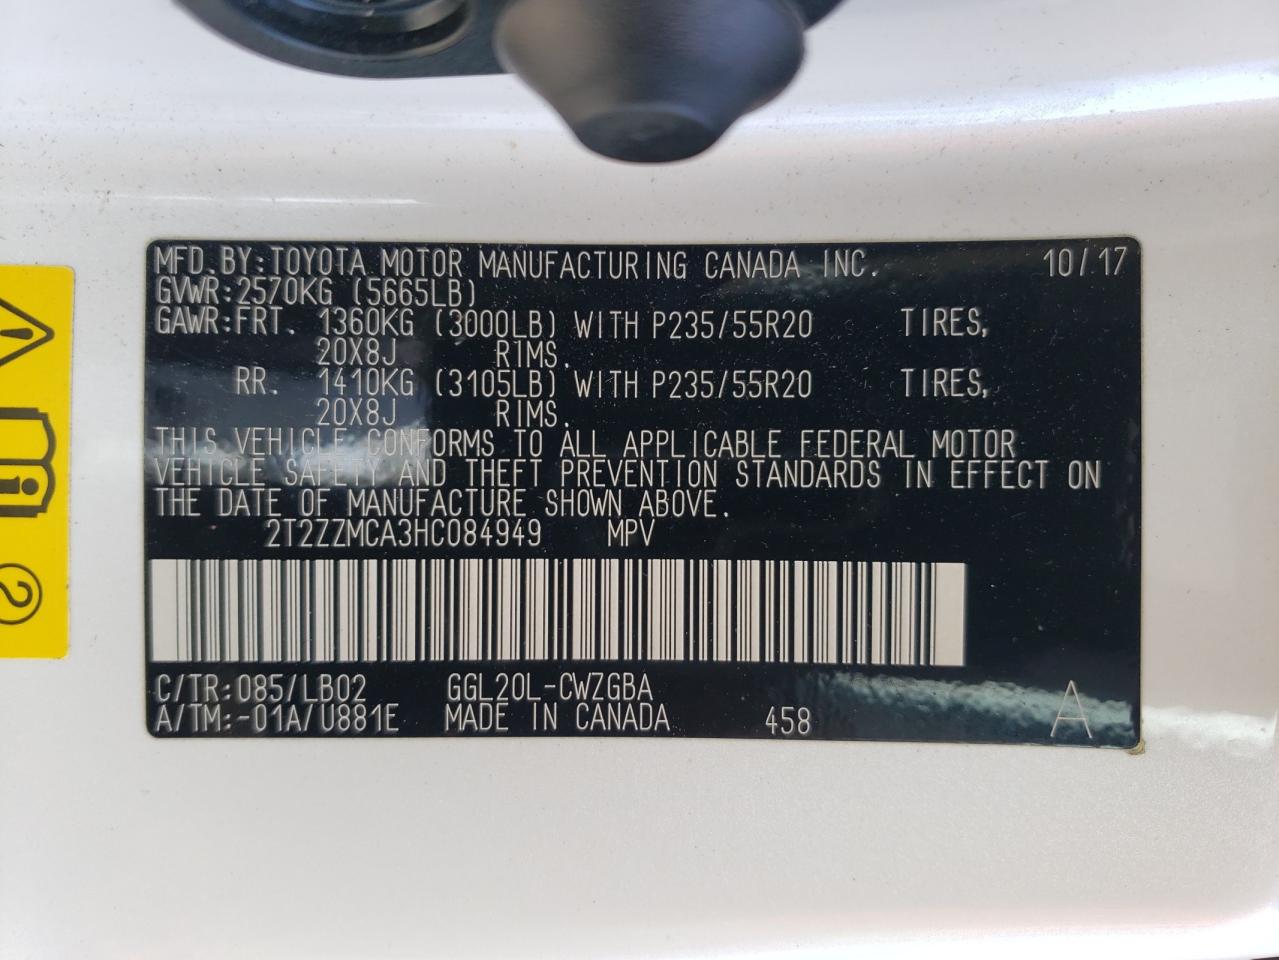 MFD.BY:TOYOTA MOTOR MANUFACTURING CANADA INC. 10/17
GVWR:2570KG (5665LB)
GAWR:FRT. 1360KG (3000LB) WITH P235/55R20 TIRES,
20X8J RIMS.
RR. 1410KG (3105LB) WITH P235/55R20 TIRES,
20X8J RIMS.
THIS VEHICLE CONFORMS TO ALL APPLICABLE FEDERAL MOTOR
VEHICLE SAFETY AND THEFT PREVENTION STANDARDS IN EFFECT ON
THE DATE OF MANUFACTURE SHOWN ABOVE.
2T2ZZMCA3HC084949 MPV
C/TR:085/LB02 GGL20L-CWZGBA
A/TM:-01A/U881E MADE IN CANADA 458 A
2